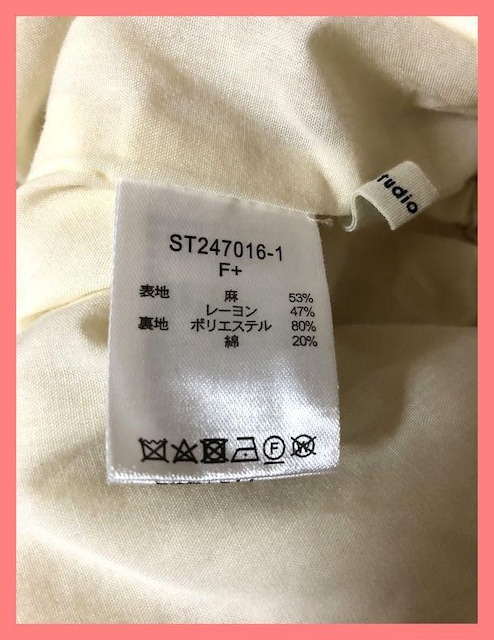 rudio
ST247016-1
F+
表地 麻 53%
レーヨン 47%
裏地 ポリエステル 80%
綿 20%
F
W